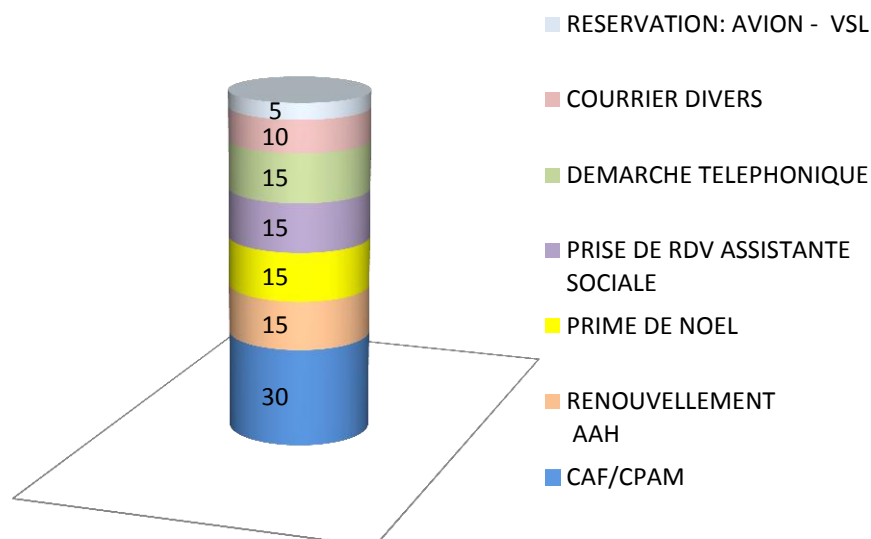 RESERVATION: AVION - VSL
5
10
COURRIER DIVERS
15
DEMARCHE TELEPHONIQUE
15
PRISE DE RDV ASSISTANTE
SOCIALE
15
PRIME DE NOEL
15
RENOUVELLEMENT
AAH
30
CAF/CPAM